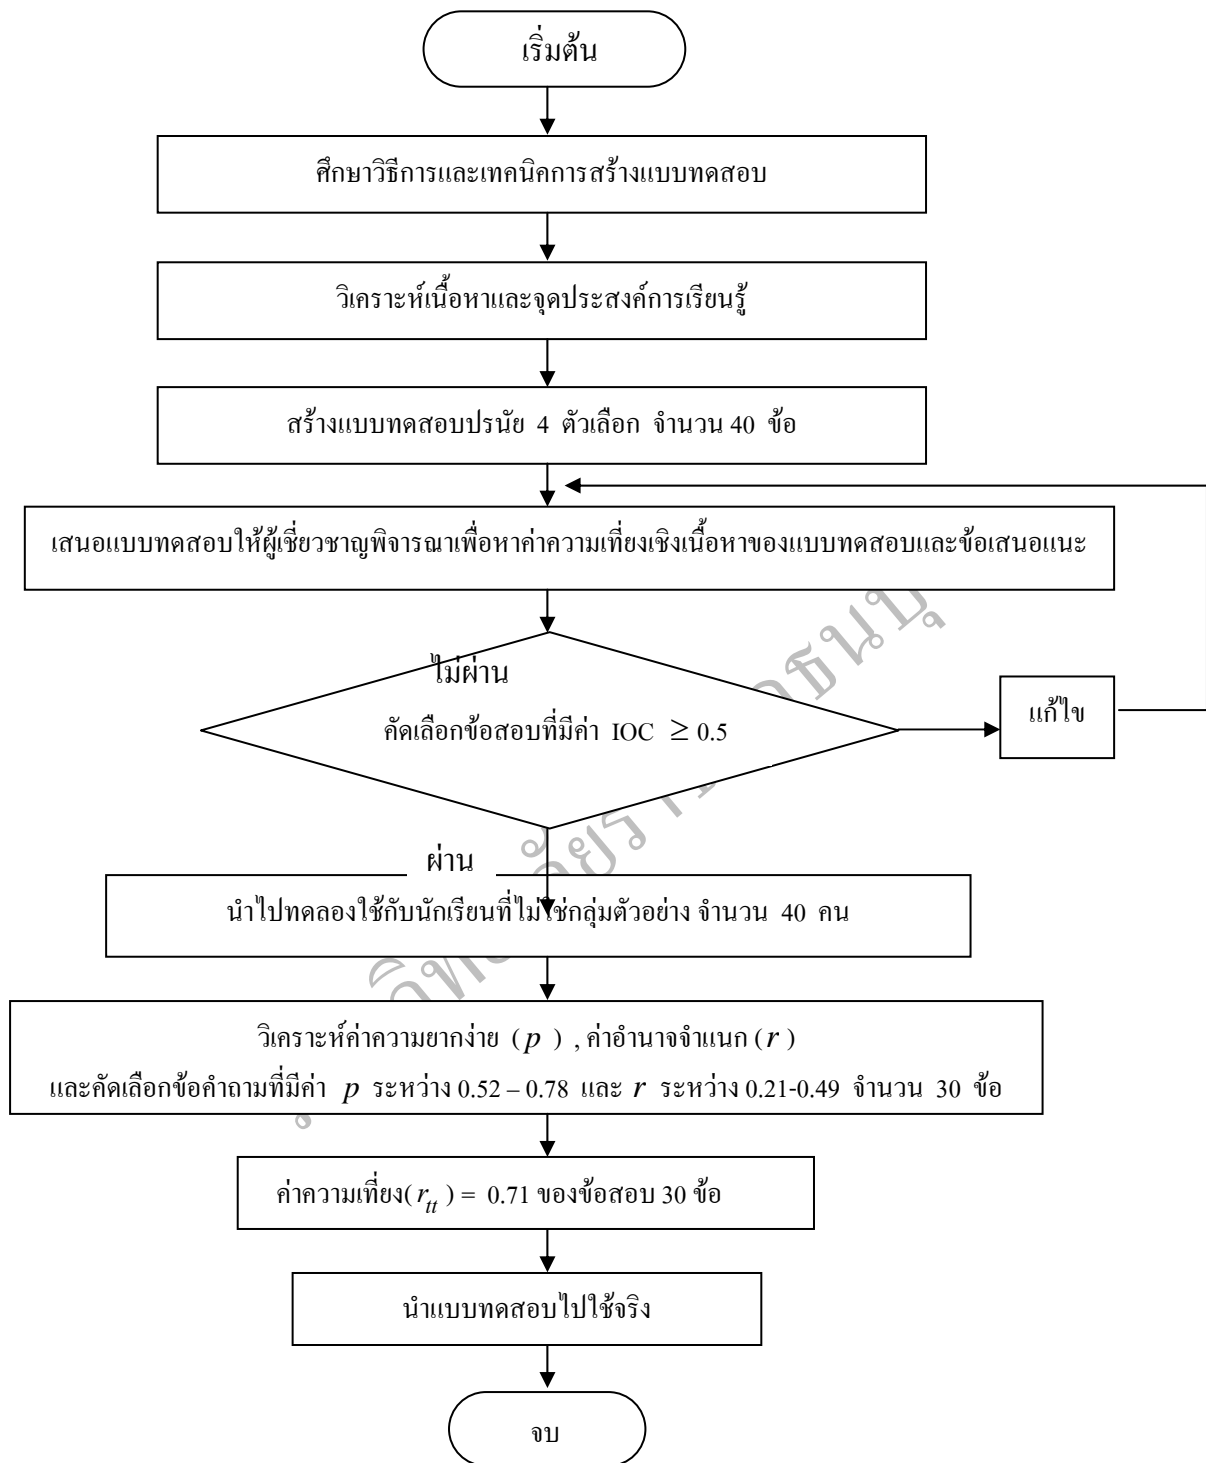 เริ่มต้น
ศึกษาวิธีการและเทคนิคการสร้างแบบทดสอบ
วิเคราะห์เนื้อหาและจุดประสงค์การเรียนรู้
สร้างแบบทดสอบปรนัย 4 ตัวเลือก จำนวน 40 ข้อ
เสนอแบบทดสอบให้ผู้เชี่ยวชาญพิจารณาเพื่อหาค่าความเที่ยงเชิงเนื้อหาของแบบทดสอบและข้อเสนอแนะ
ไม่ผ่าน
คัดเลือกข้อสอบที่มีค่า IOC ≥ 0.5
แก้ไข
ผ่าน
นำไปทดลองใช้กับนักเรียนที่ไม่ใช่กลุ่มตัวอย่าง จำนวน 40 คน
วิเคราะห์ค่าความยากง่าย (p) , ค่าอำนาจจำแนก (r)
และคัดเลือกข้อคำถามที่มีค่า p ระหว่าง 0.52 – 0.78 และ r ระหว่าง 0.21-0.49 จำนวน 30 ข้อ
ค่าความเที่ยง(r_tt) = 0.71 ของข้อสอบ 30 ข้อ
นำแบบทดสอบไปใช้จริง
จบ